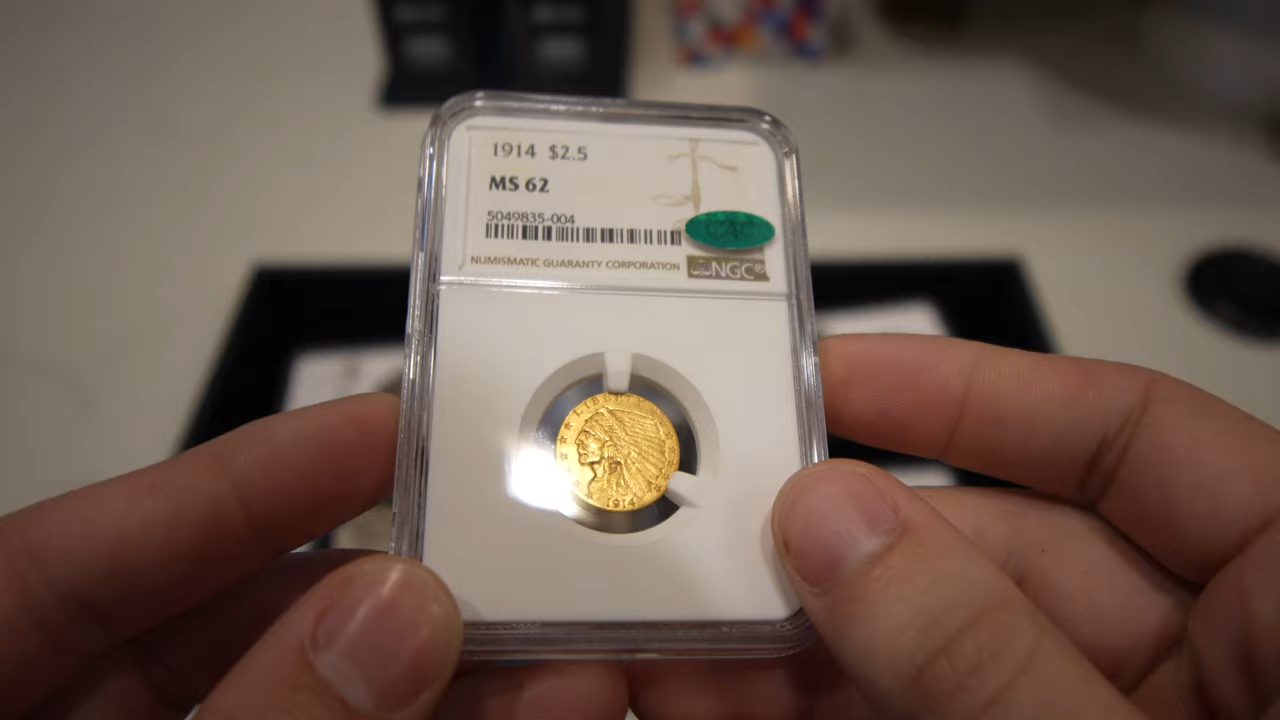 1914 $2.5
MS 62
5049835-004
CAC
NUMISMATIC GUARANTY CORPORATION
NGC®
LIBERTY
1914